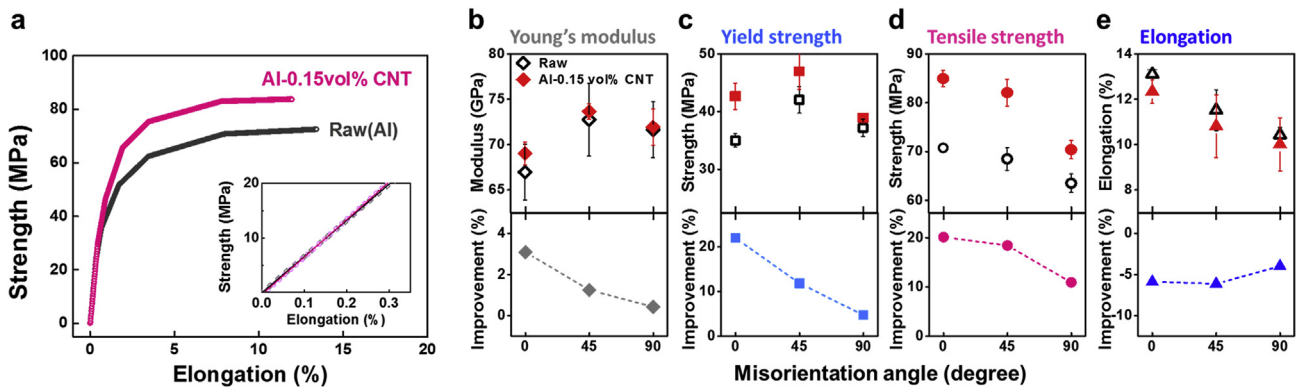 a
Strength (MPa)
100
80
60
40
20
0
Al-0.15vol% CNT
Raw(Al)
Strength (MPa)
20
10
0.0 0.1 0.2 0.3
Elongation (%)
0 5 10 15 20
Elongation (%)
b
Young's modulus
Modulus (GPa)
80
75
70
65
Raw
Al-0.15 vol% CNT
Improvement (%)
4
2
0
0 45 90
c
Yield strength
Strength (MPa)
50
40
30
Improvement (%)
20
10
0
0 45 90
d
Tensile strength
Strength (MPa)
90
80
70
60
Improvement (%)
20
10
0
0 45 90
e
Elongation
Elongation (%)
14
12
10
8
Improvement (%)
0
-5
-10
0 45 90
Misorientation angle (degree)